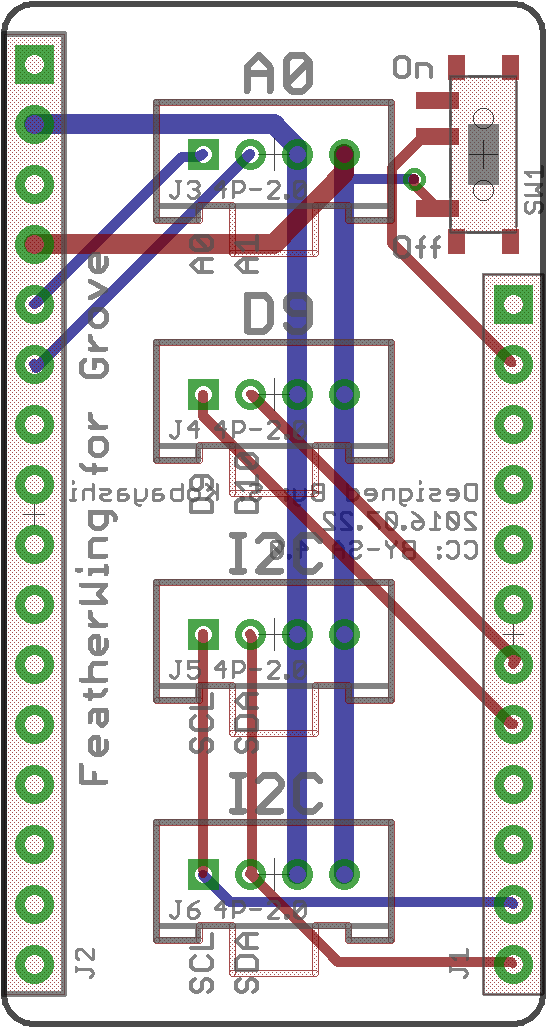 A0
On
J3 4P-2.0
SW1
A0
A1
Off
FeatherWing for Grove
D9
J4 4P-2.0
D9
D10
Designed By: S Kobayashi
2016.07.22
CC: BY-SA 4.0
I2C
J5 4P-2.0
SCL
SDA
I2C
J6 4P-2.0
SCL
SDA
J2
J1